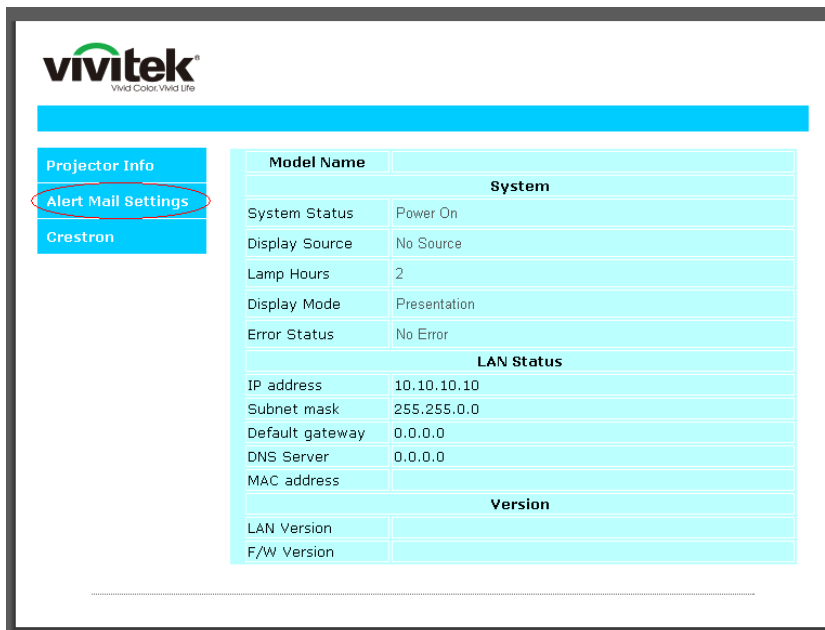 vivitek®
Vivid Color. Vivid Life
Projector Info
Alert Mail Settings
Crestron
Model Name
System
System Status Power On
Display Source No Source
Lamp Hours 2
Display Mode Presentation
Error Status No Error
LAN Status
IP address 10.10.10.10
Subnet mask 255.255.0.0
Default gateway 0.0.0.0
DNS Server 0.0.0.0
MAC address
Version
LAN Version
F/W Version